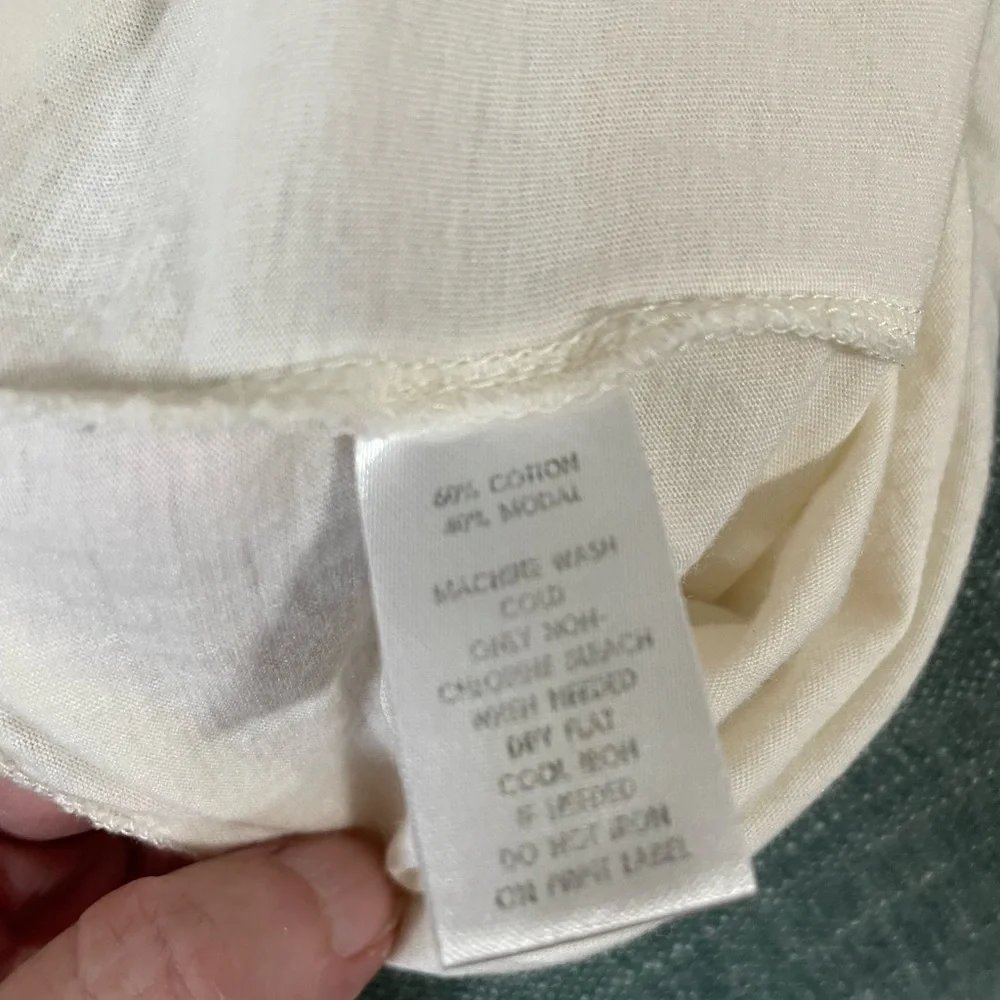 60% COTTON
40% MODAL
MACHINE WASH
COLD
ONLY NON-
CHLORINE BLEACH
WHEN NEEDED
DRY FLAT
COOL IRON
IF NEEDED
DO NOT IRON
ON PRINT LABEL